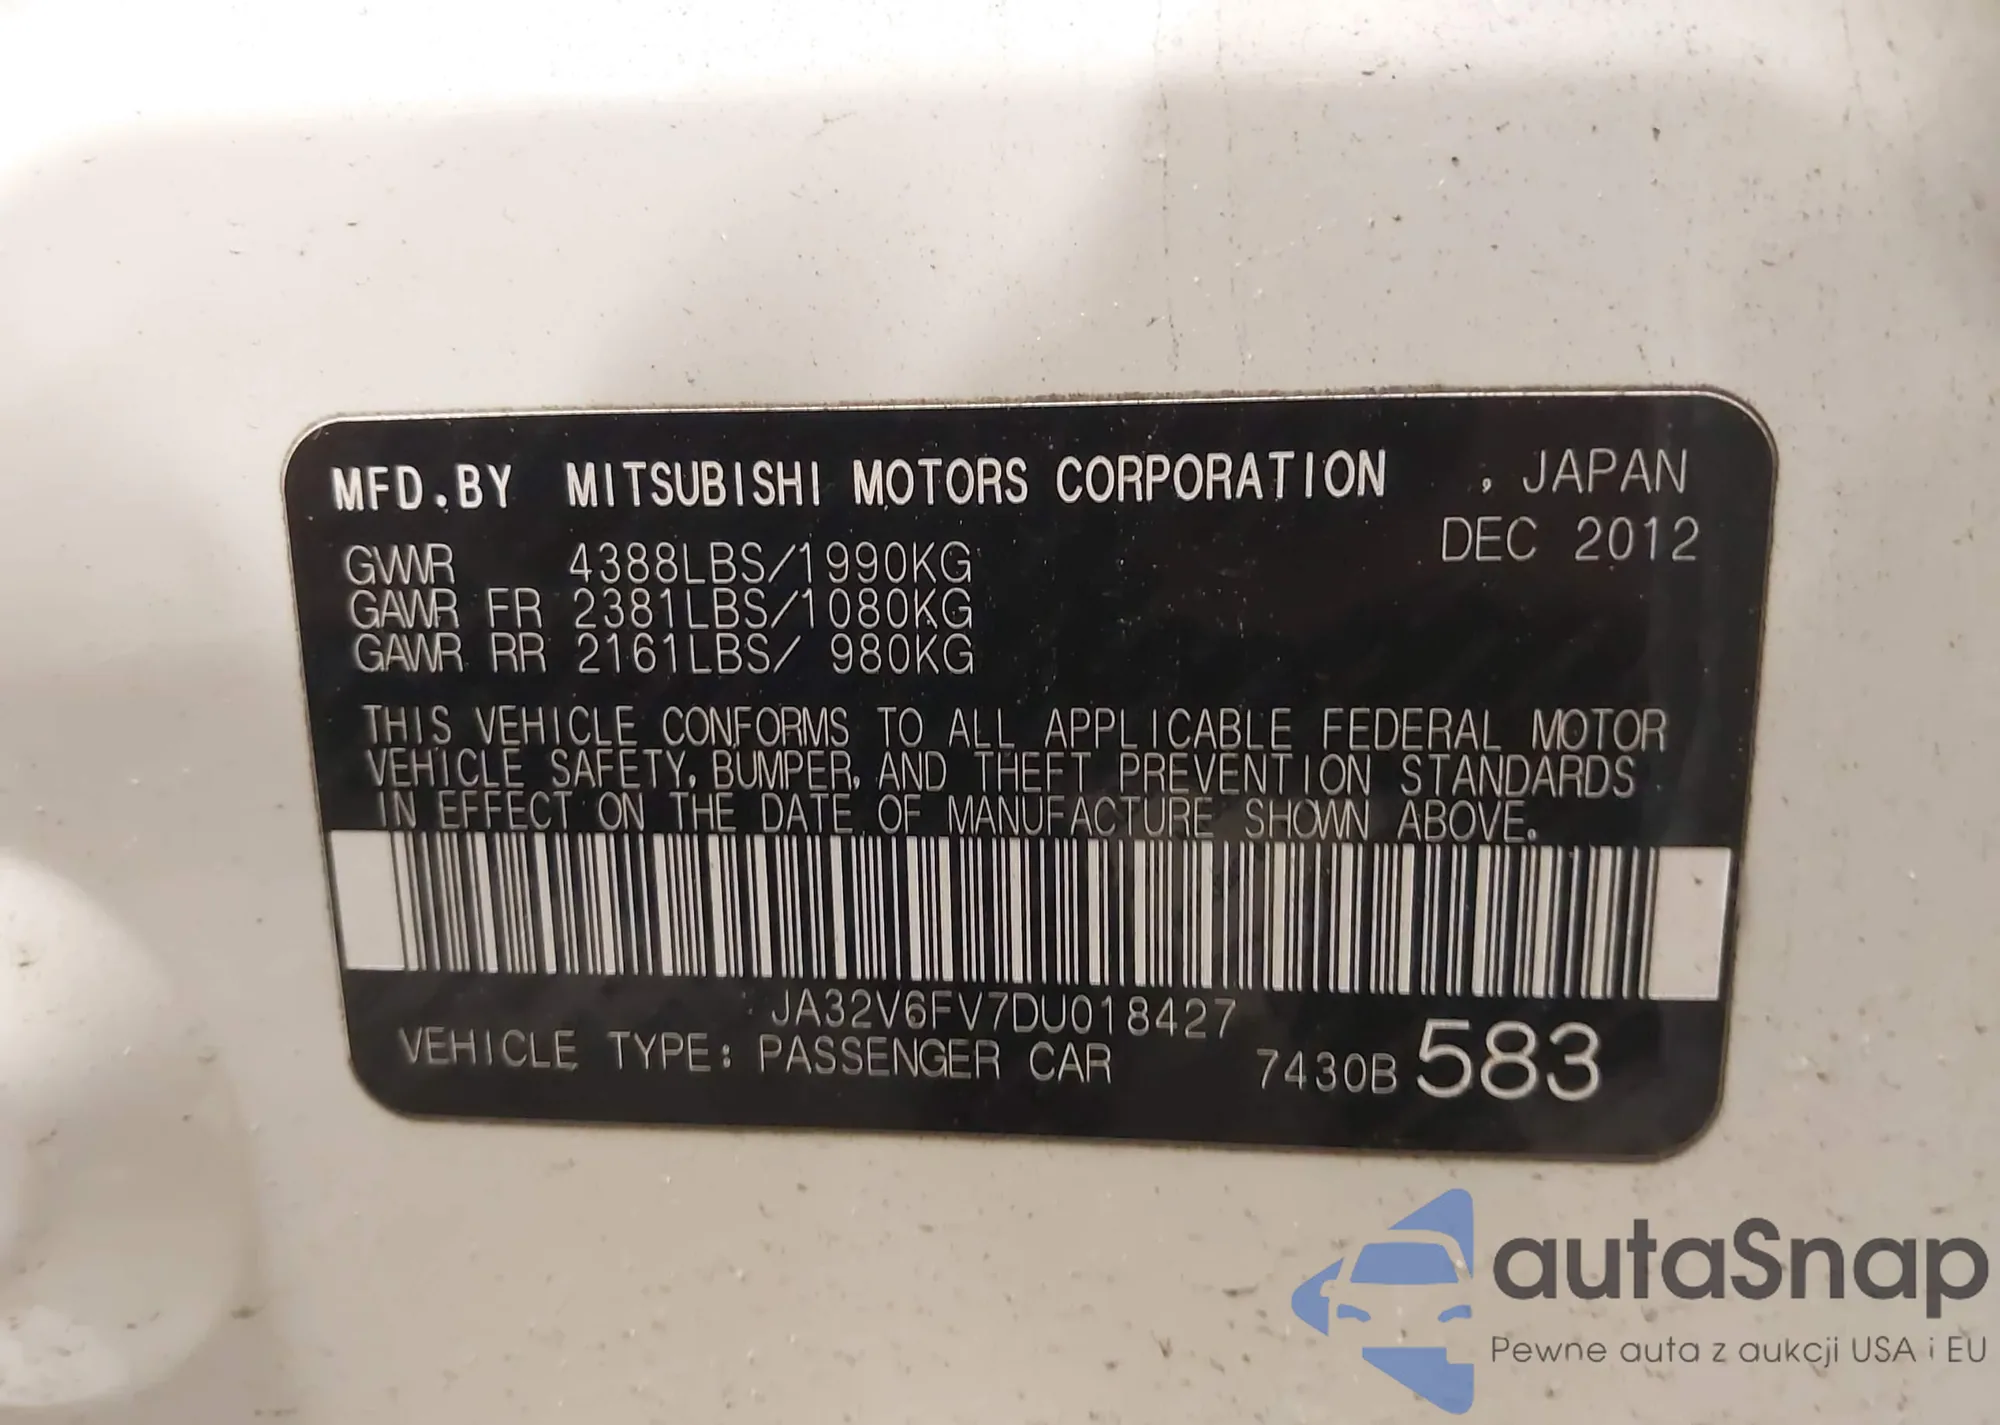 MFD.BY MITSUBISHI MOTORS CORPORATION , JAPAN
DEC 2012
GVWR 4388LBS/1990KG
GAWR FR 2381LBS/1080KG
GAWR RR 2161LBS/ 980KG
THIS VEHICLE CONFORMS TO ALL APPLICABLE FEDERAL MOTOR
VEHICLE SAFETY, BUMPER, AND THEFT PREVENTION STANDARDS
IN EFFECT ON THE DATE OF MANUFACTURE SHOWN ABOVE.
JA32V6FV7DU018427
VEHICLE TYPE: PASSENGER CAR 7430B 583
autaSnap
Pewne auta z aukcji USA i EU